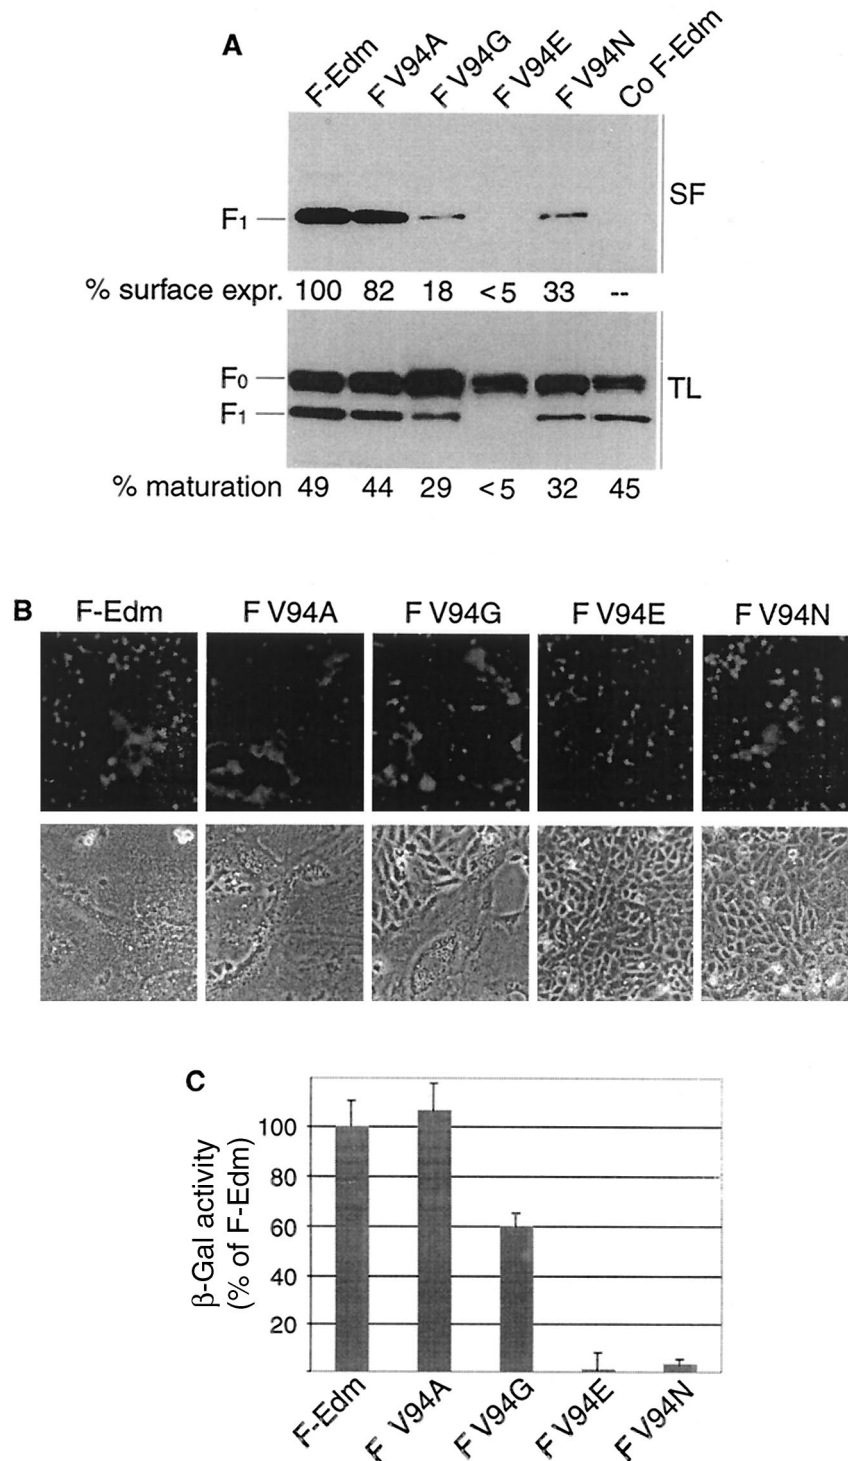 A
F-Edm F V94A F V94G F V94E F V94N Co F-Edm
F1
SF
% surface expr. 100 82 18 <5 33 --
F0
F1
TL
% maturation 49 44 29 <5 32 45
B F-Edm F V94A F V94G F V94E F V94N
C
β-Gal activity
(% of F-Edm)
100
80
60
40
20
F-Edm F V94A F V94G F V94E F V94N